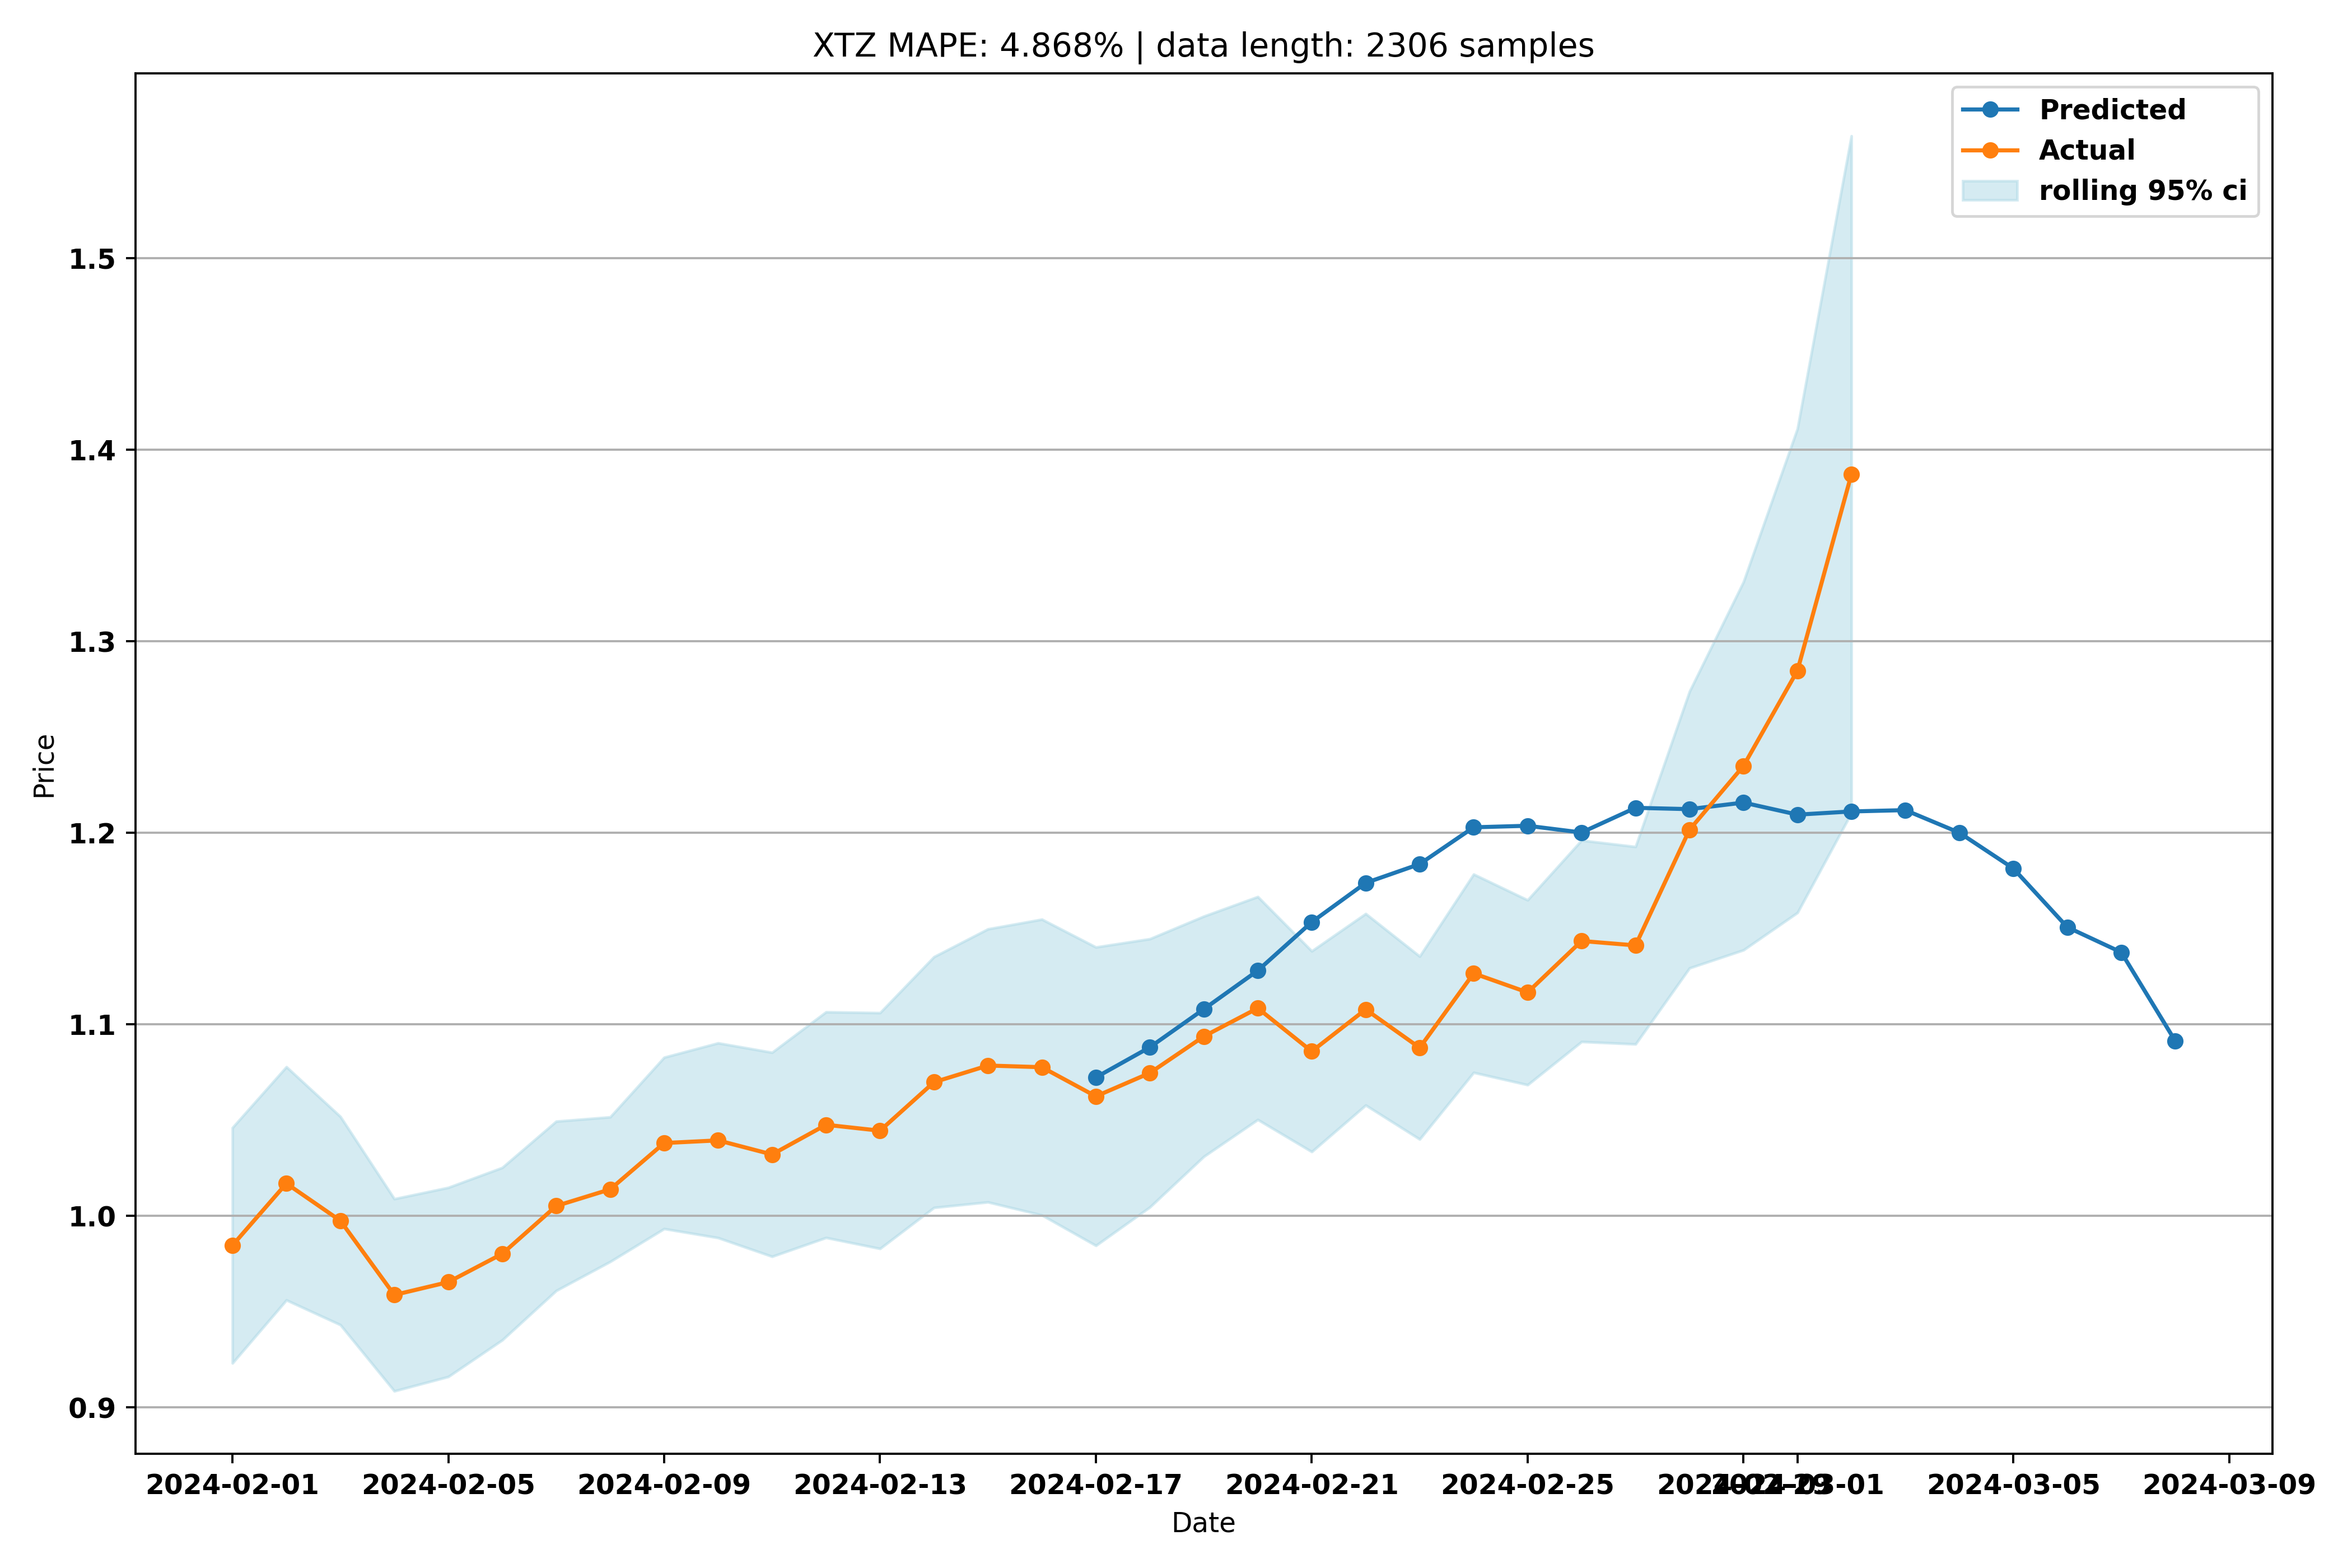 XTZ MAPE: 4.868% | data length: 2306 samples
Predicted
Actual
rolling 95% ci
1.5
1.4
1.3
1.2
1.1
1.0
0.9
Price
2024-02-01 2024-02-05 2024-02-09 2024-02-13 2024-02-17 2024-02-21 2024-02-25 2024-02-29 2024-03-01 2024-03-05 2024-03-09
Date